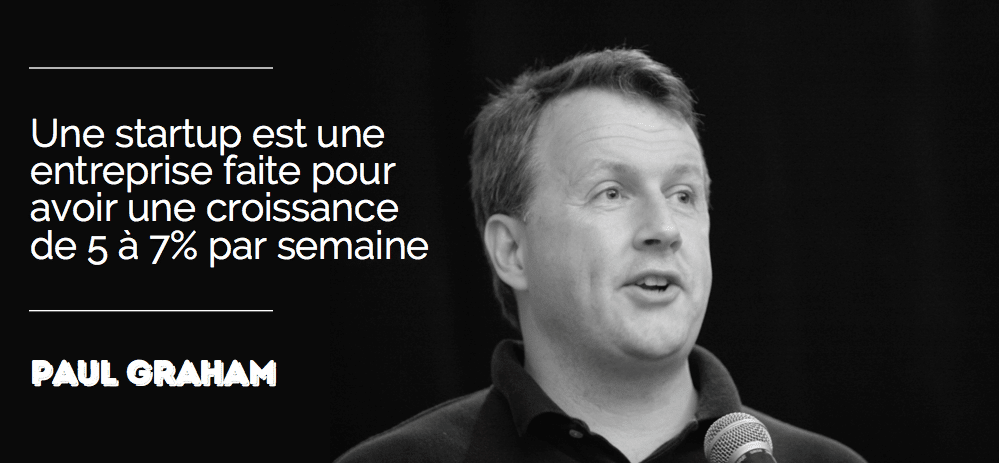 Une startup est une
entreprise faite pour
avoir une croissance
de 5 à 7% par semaine
PAUL GRAHAM